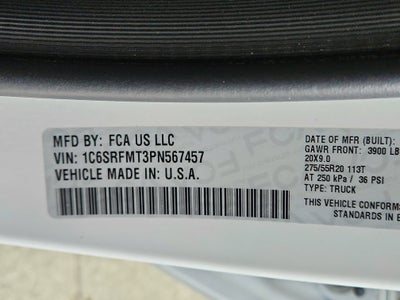 MFD BY: FCA US LLC
VIN: 1C6SRFMT3PN567457
VEHICLE MADE IN: U.S.A.
DATE OF MFR (BUILT):
GAWR FRONT: 3900 LB
20X9.0
275/55R20 113T
AT 250 kPa / 36 PSI
TYPE: TRUCK
THIS VEHICLE CONFORMS
STANDARDS IN